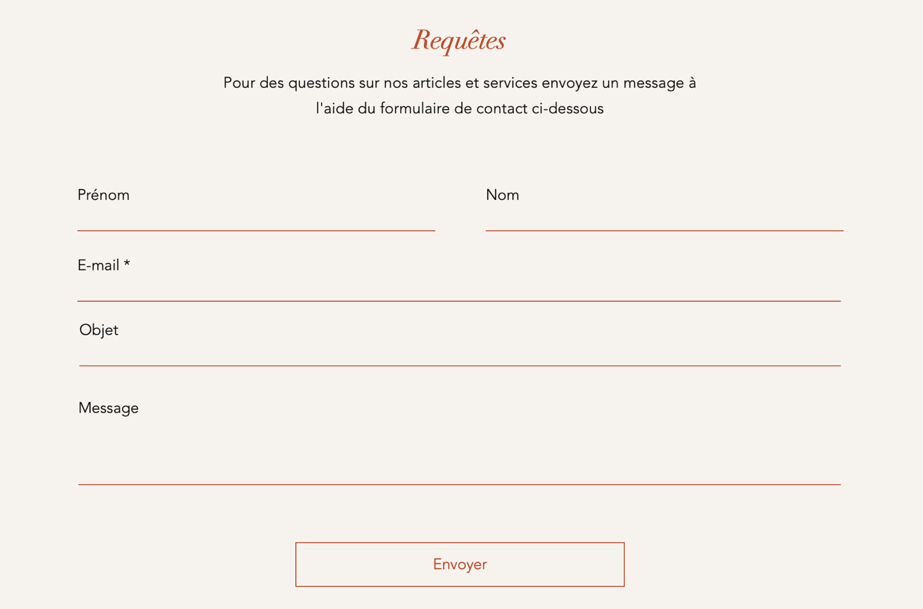 Requêtes
Pour des questions sur nos articles et services envoyez un message à
l'aide du formulaire de contact ci-dessous
Prénom
Nom
E-mail *
Objet
Message
Envoyer